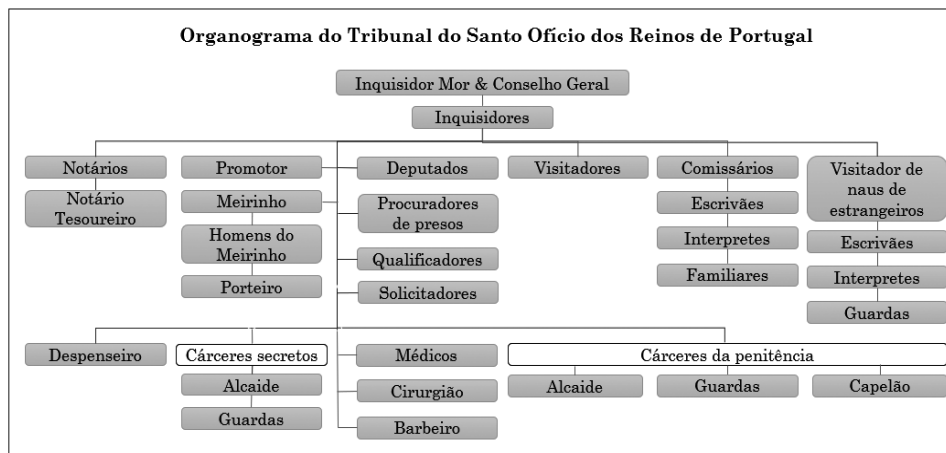 Organograma do Tribunal do Santo Ofício dos Reinos de Portugal
Inquisidor Mor & Conselho Geral
Inquisidores
Notários
Notário
Tesoureiro
Promotor
Meirinho
Homens do
Meirinho
Porteiro
Deputados
Procuradores
de presos
Qualificadores
Solicitadores
Visitadores
Comissários
Escrivães
Interpretes
Familiares
Visitador de
naus de
estrangeiros
Escrivães
Interpretes
Guardas
Despenseiro
Cárceres secretos
Alcaide
Guardas
Médicos
Cirurgião
Barbeiro
Cárceres da penitência
Alcaide
Guardas
Capelão